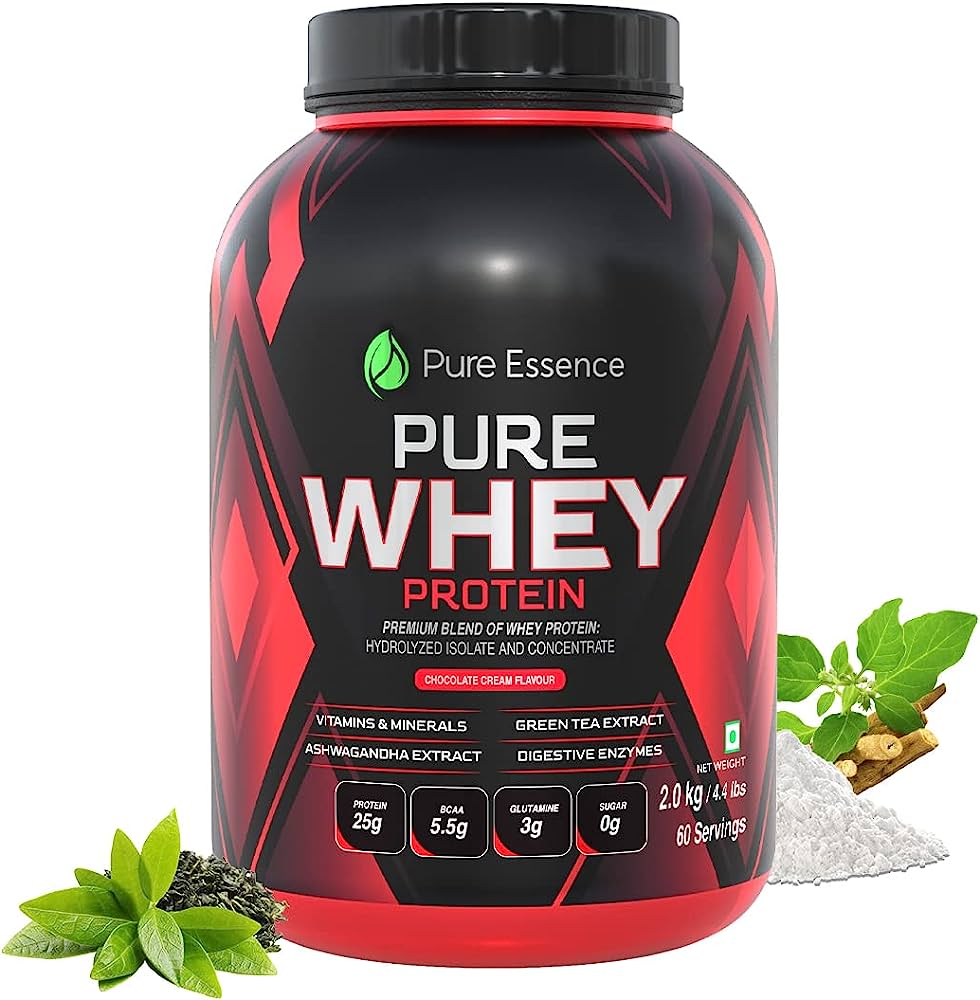 Pure Essence
PURE
WHEY
PROTEIN
PREMIUM BLEND OF WHEY PROTEIN:
HYDROLYZED ISOLATE AND CONCENTRATE
CHOCOLATE CREAM FLAVOUR
VITAMINS & MINERALS
GREEN TEA EXTRACT
ASHWAGANDHA EXTRACT
DIGESTIVE ENZYMES
PROTEIN
25g
BCAA
5.5g
GLUTAMINE
3g
SUGAR
0g
NET WEIGHT
2.0 kg / 4.4 lbs
60 Servings